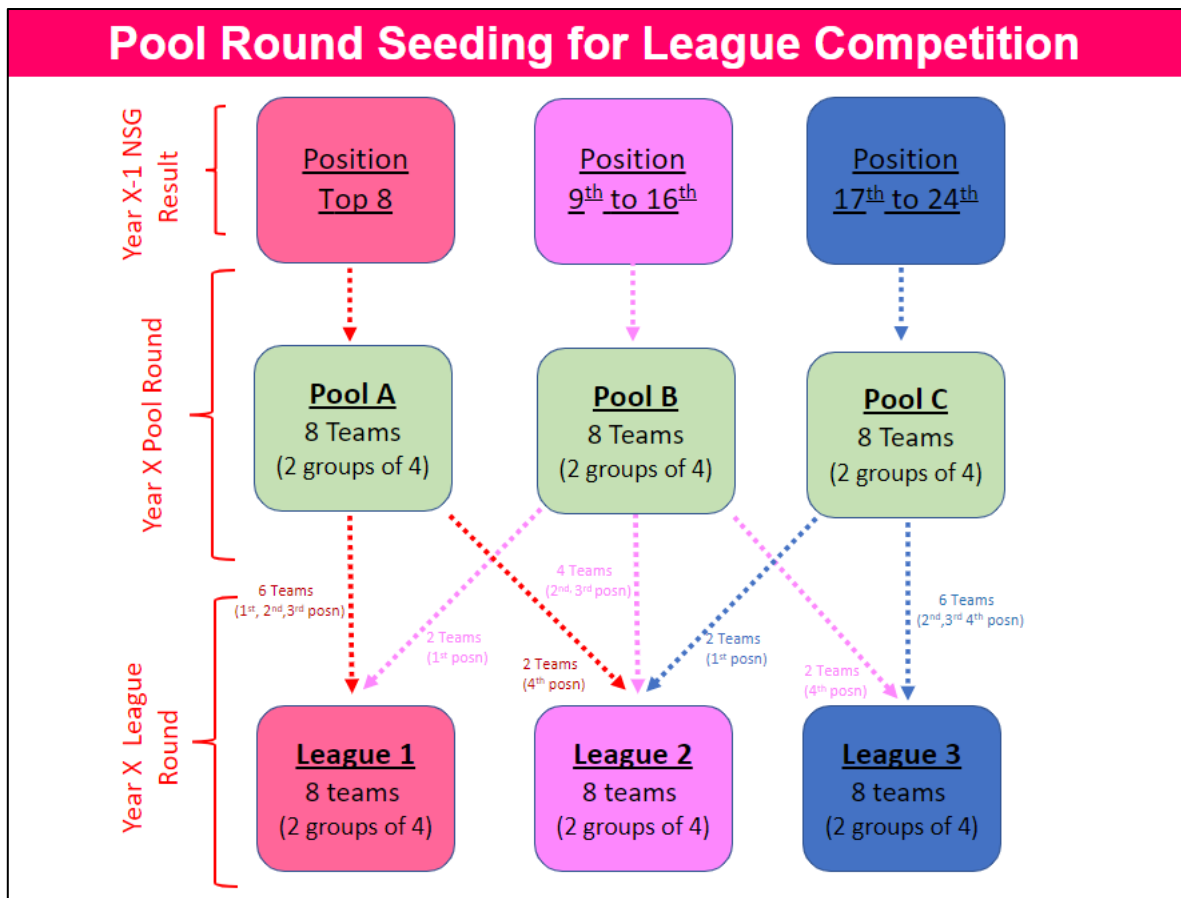 Pool Round Seeding for League Competition
Year X-1 NSG
Result
Position
Top 8
Position
9th to 16th
Position
17th to 24th
Year X Pool Round
Pool A
8 Teams
(2 groups of 4)
Pool B
8 Teams
(2 groups of 4)
Pool C
8 Teams
(2 groups of 4)
6 Teams
(1st, 2nd,3rd posn)
2 Teams
(1st posn)
4 Teams
(2nd, 3rd posn)
2 Teams
(4th posn)
2 Teams
(1st posn)
2 Teams
(4th posn)
6 Teams
(2nd,3rd 4th posn)
Year X League
Round
League 1
8 teams
(2 groups of 4)
League 2
8 teams
(2 groups of 4)
League 3
8 teams
(2 groups of 4)